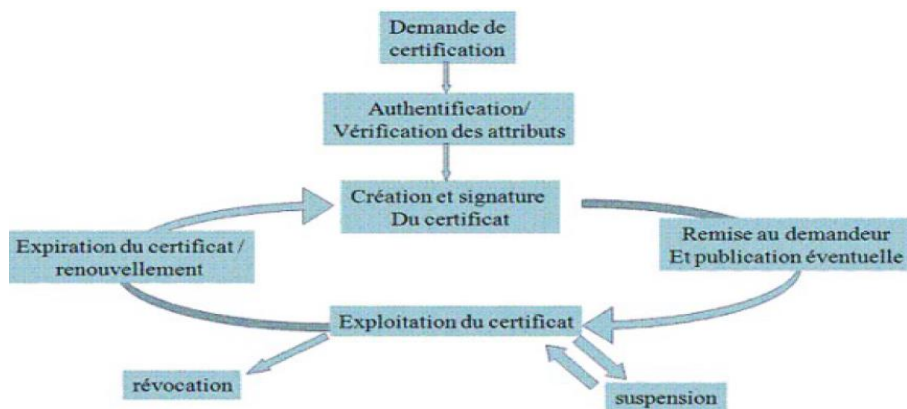 Demande de
certification
Authentification/
Vérification des attributs
Création et signature
Du certificat
Expiration du certificat /
renouvellement
Remise au demandeur
Et publication éventuelle
Exploitation du certificat
révocation
suspension